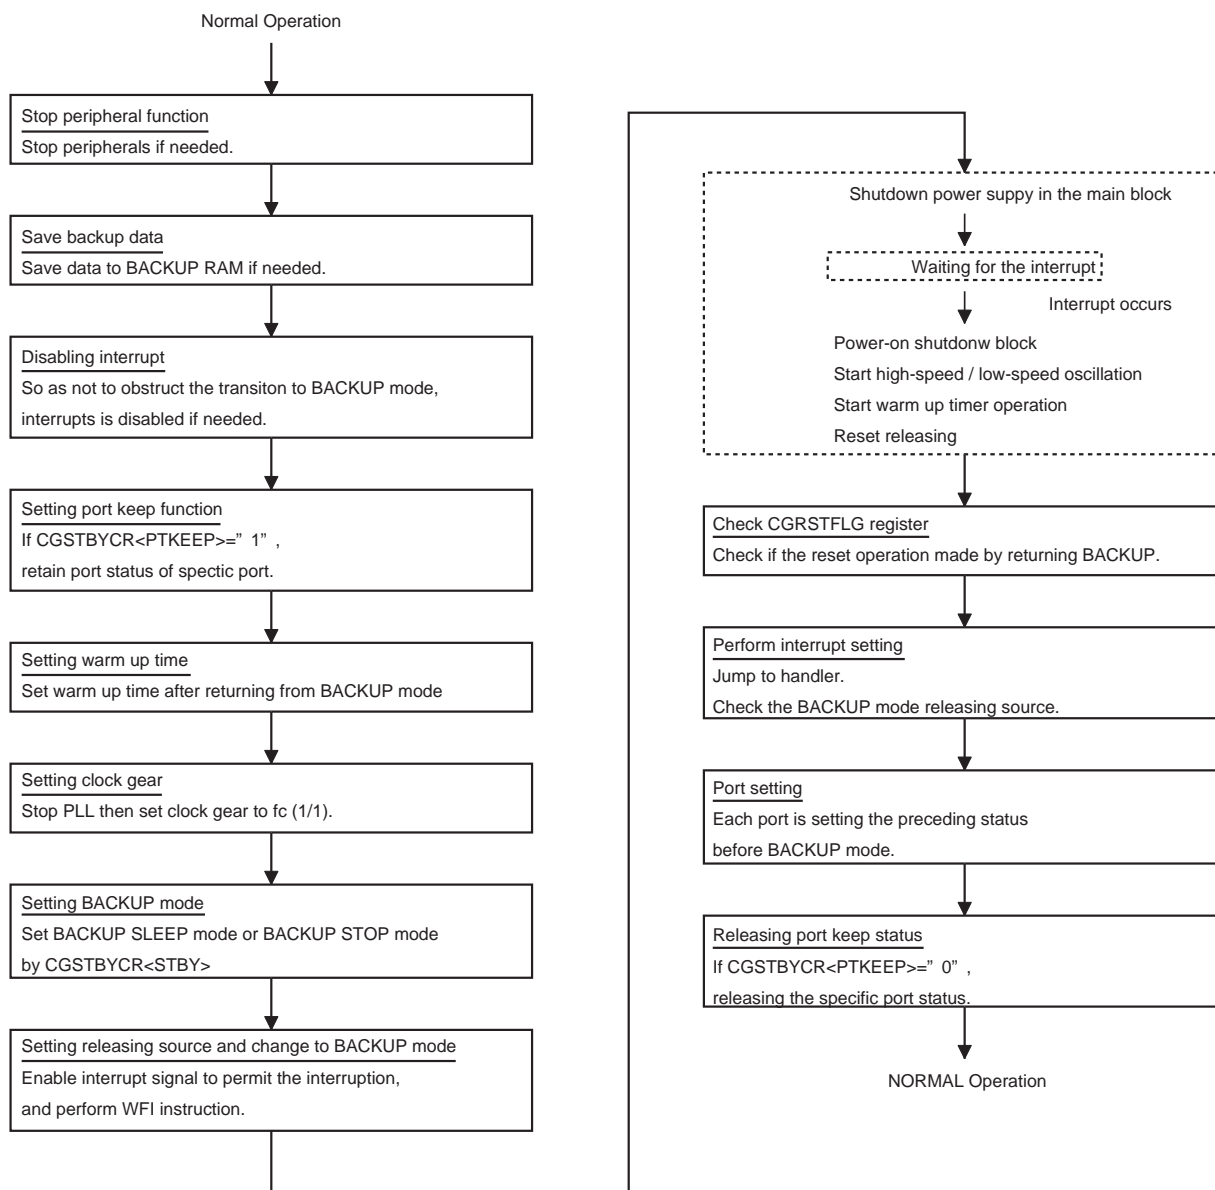 Normal Operation
Stop peripheral function
Stop peripherals if needed.
Save backup data
Save data to BACKUP RAM if needed.
Disabling interrupt
So as not to obstruct the transiton to BACKUP mode,
interrupts is disabled if needed.
Setting port keep function
If CGSTBYCR<PTKEEP>=” 1” ,
retain port status of spectic port.
Setting warm up time
Set warm up time after returning from BACKUP mode
Setting clock gear
Stop PLL then set clock gear to fc (1/1).
Setting BACKUP mode
Set BACKUP SLEEP mode or BACKUP STOP mode
by CGSTBYCR<STBY>
Setting releasing source and change to BACKUP mode
Enable interrupt signal to permit the interruption,
and perform WFI instruction.
Shutdown power suppy in the main block
Waiting for the interrupt
Interrupt occurs
Power-on shutdonw block
Start high-speed / low-speed oscillation
Start warm up timer operation
Reset releasing
Check CGRSTFLG register
Check if the reset operation made by returning BACKUP.
Perform interrupt setting
Jump to handler.
Check the BACKUP mode releasing source.
Port setting
Each port is setting the preceding status
before BACKUP mode.
Releasing port keep status
If CGSTBYCR<PTKEEP>=” 0” ,
releasing the specific port status.
NORMAL Operation